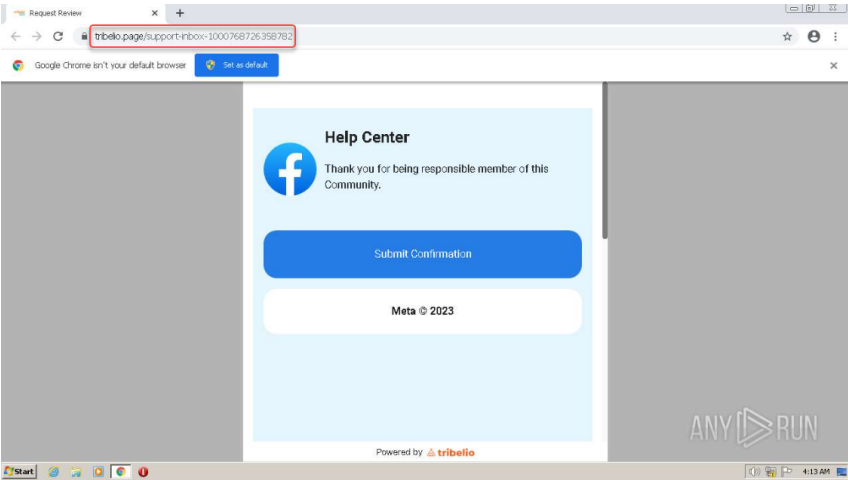 Request Review
tribelio.page/support-inbox-1000768726358782
Google Chrome isn't your default browser
Set as default
Help Center
Thank you for being responsible member of this
Community.
Submit Confirmation
Meta © 2023
Powered by tribelio
ANY RUN
Start
4:13 AM